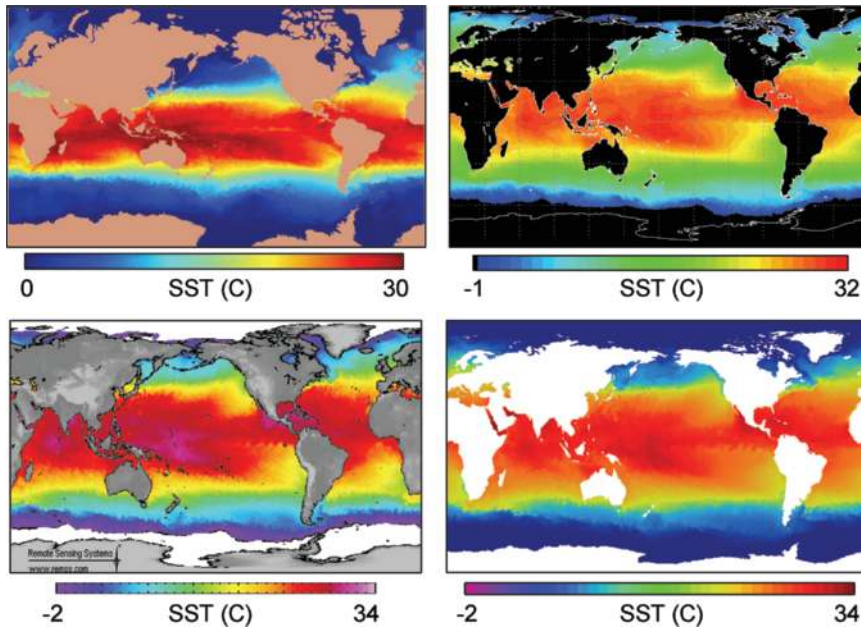 0 SST (C) 30
-1 SST (C) 32
Remote Sensing Systems
www.remss.com
-2 SST (C) 34
-2 SST (C) 34